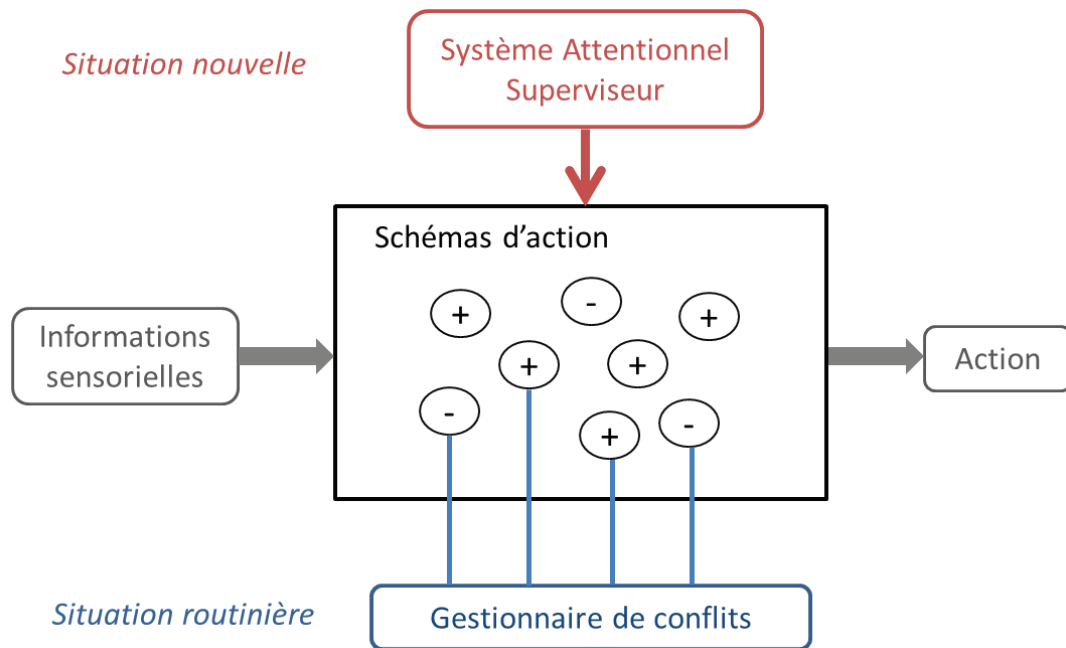 Situation nouvelle
Système Attentionnel
Superviseur
Schémas d'action
+
-
+
+
+
-
+
-
Informations
sensorielles
Action
Situation routinière
Gestionnaire de conflits